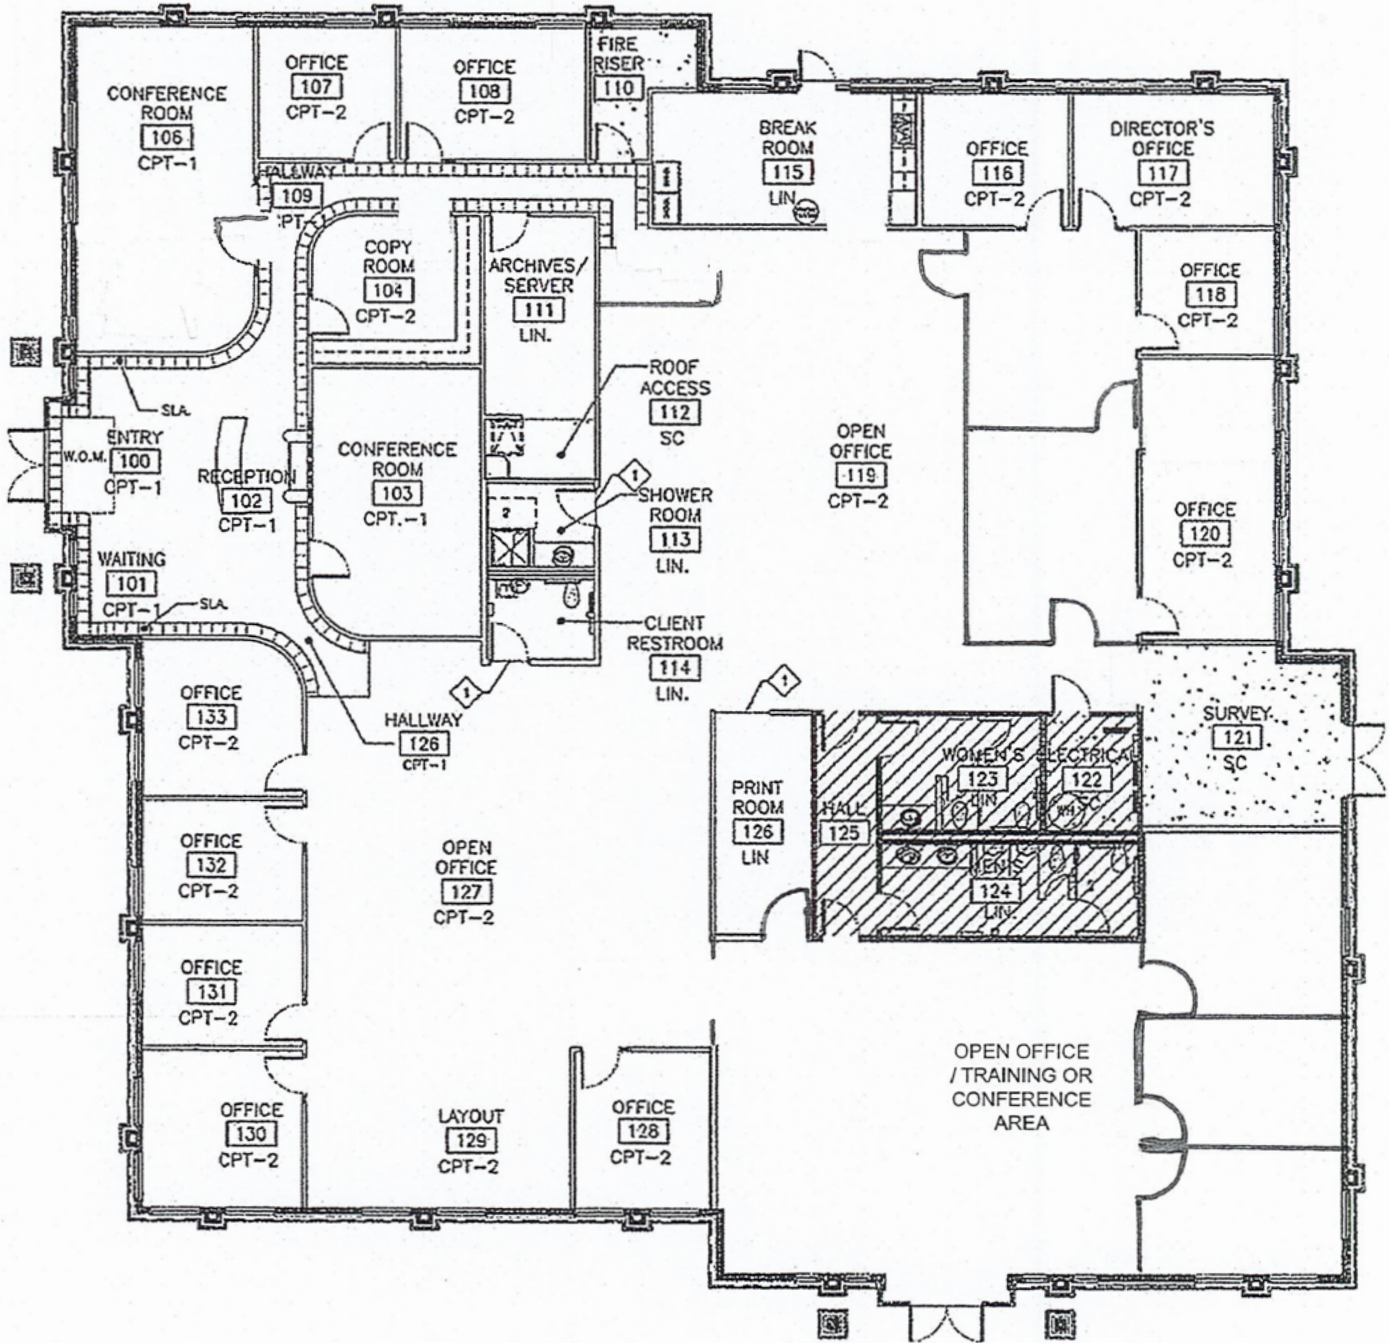 CONFERENCE
ROOM
106
CPT-1
OFFICE
107
CPT-2
OFFICE
108
CPT-2
FIRE
RISER
110
BREAK
ROOM
115
LIN.
OFFICE
116
CPT-2
DIRECTOR'S
OFFICE
117
CPT-2
HALLWAY
109
CPT
COPY
ROOM
104
CPT-2
ARCHIVES/
SERVER
111
LIN.
OFFICE
118
CPT-2
ROOF
ACCESS
112
SC
SLA.
ENTRY
W.O.M.
100
CPT-1
RECEPTION
102
CPT-1
CONFERENCE
ROOM
103
CPT.-1
OPEN
OFFICE
119
CPT-2
1
SHOWER
ROOM
113
LIN.
2
OFFICE
120
CPT-2
WAITING
101
CPT-1
SLA.
CLIENT
RESTROOM
114
LIN.
1
1
OFFICE
133
CPT-2
HALLWAY
126
CPT-1
SURVEY
121
SC
WOMEN'S
123
LIN
ELECTRICAL
122
SC
WH
PRINT
ROOM
126
LIN
HALL
125
MEN'S
124
LIN.
2
OFFICE
132
CPT-2
OPEN
OFFICE
127
CPT-2
OFFICE
131
CPT-2
OPEN OFFICE
/ TRAINING OR
CONFERENCE
AREA
OFFICE
130
CPT-2
LAYOUT
129
CPT-2
OFFICE
128
CPT-2